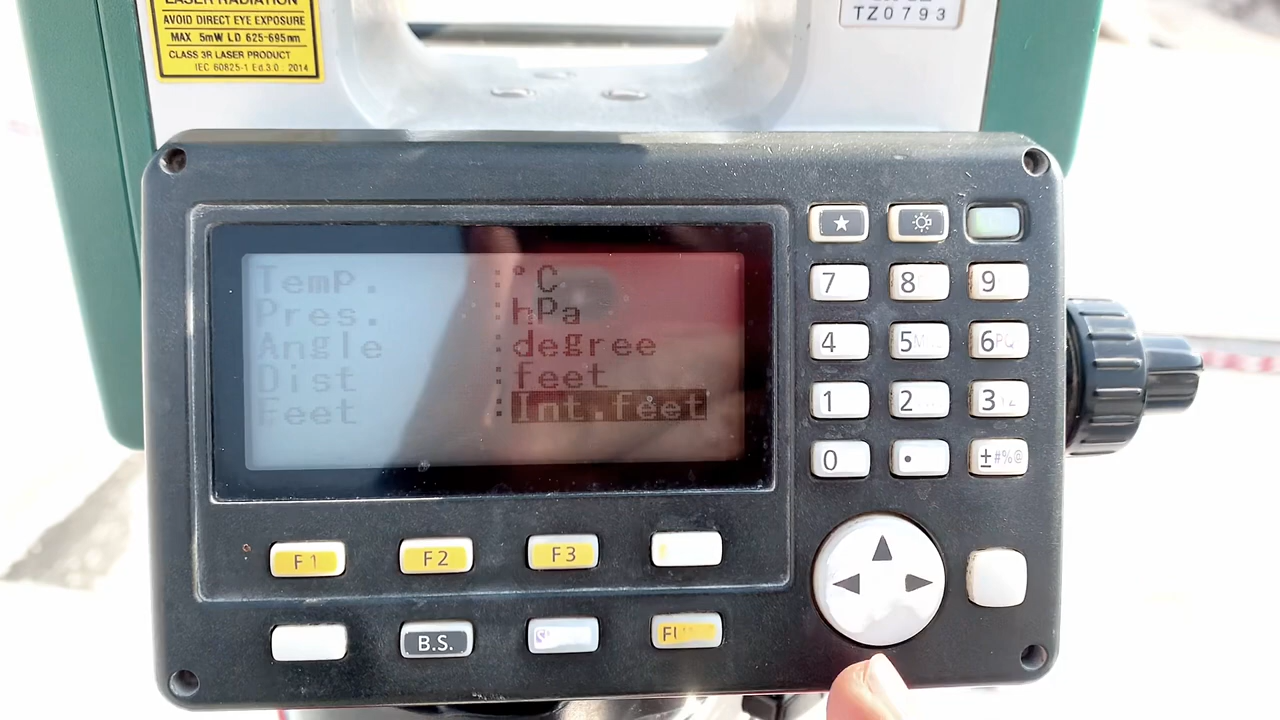 LASER RADIATION
AVOID DIRECT EYE EXPOSURE
MAX 5mW LD 625-695nm
CLASS 3R LASER PRODUCT
IEC 60825-1 Ed.3.0 : 2014
TZ0793
Temp. : °C
Pres. : hPa
Angle : degree
Dist : feet
Feet : Int.feet
7 8 9
4 5 6
1 2 3
0 . ±#%@
F1 F2 F3
B.S.